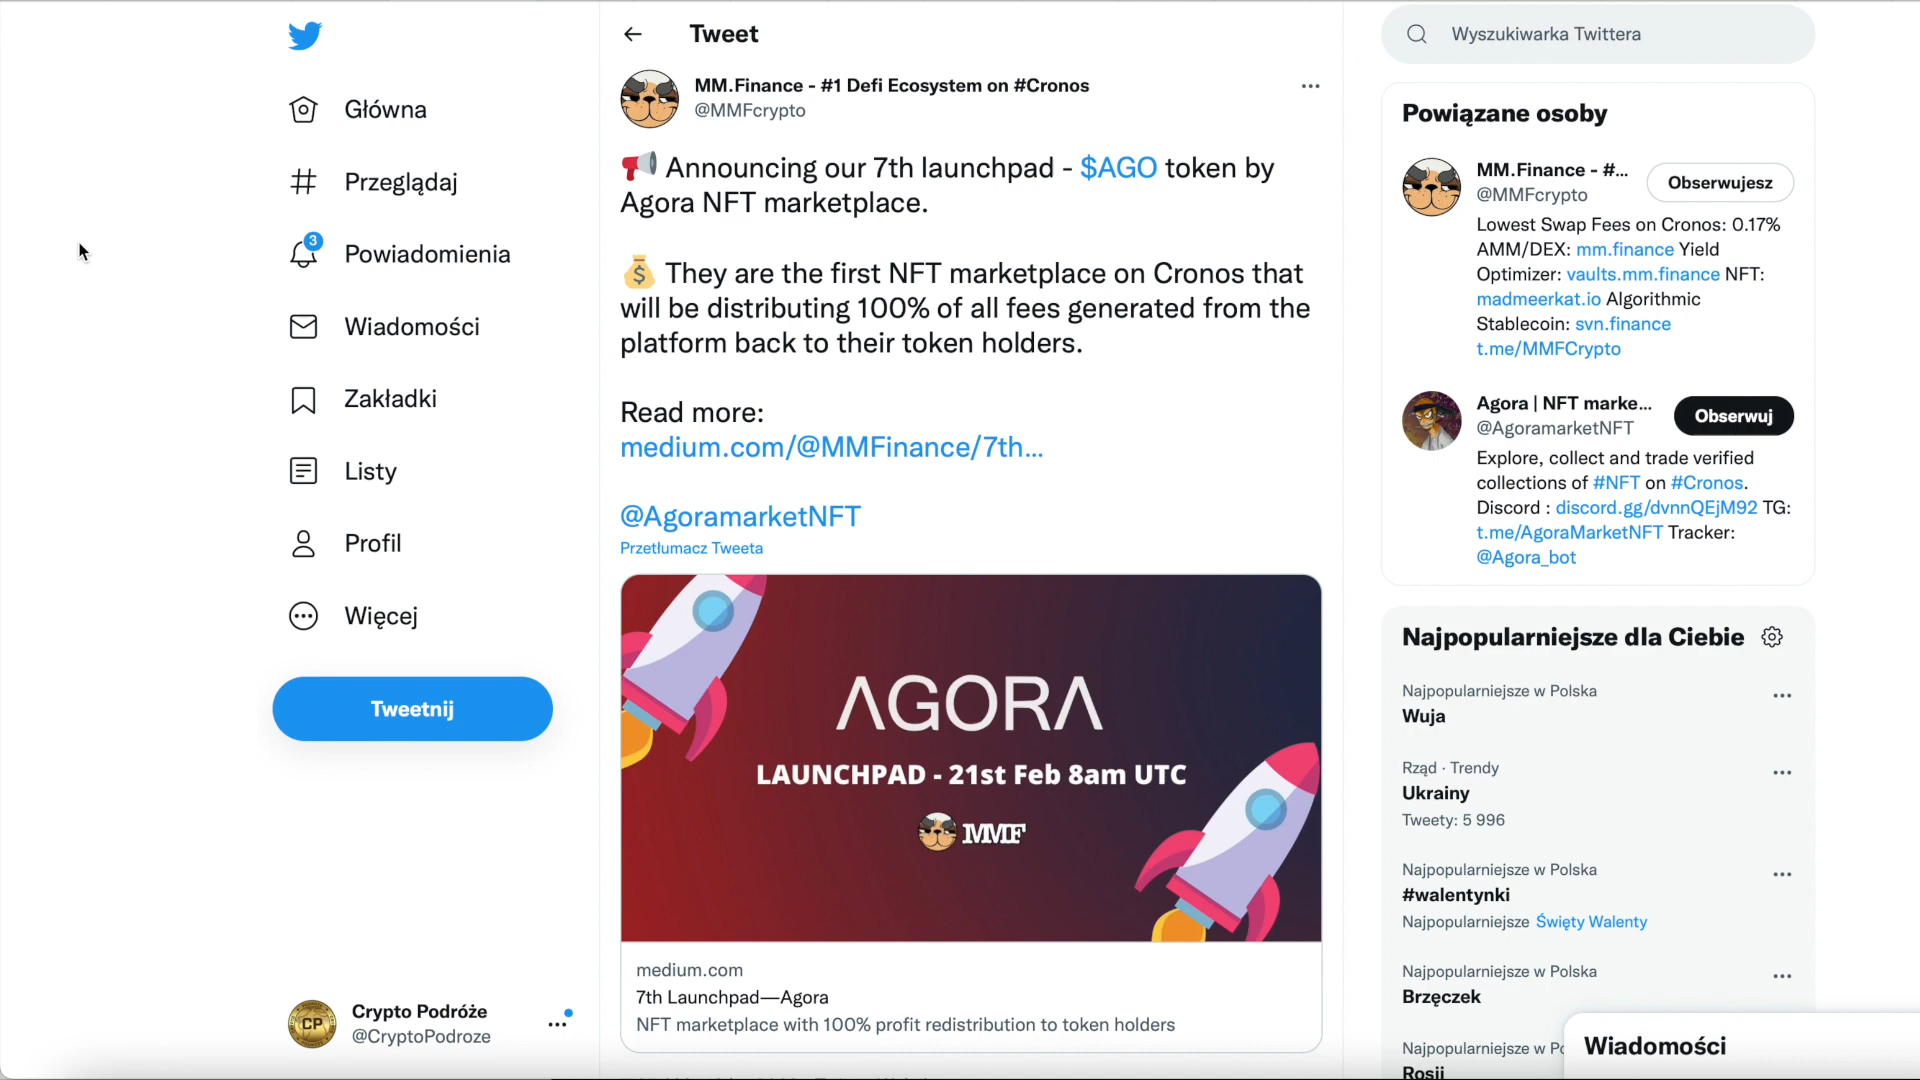 Główna
Przeglądaj
3
Powiadomienia
Wiadomości
Zakładki
Listy
Profil
Więcej
Tweetnij
CP
Crypto Podróże
@CryptoPodroze
Tweet
MM.Finance - #1 Defi Ecosystem on #Cronos
@MMFcrypto
Announcing our 7th launchpad - $AGO token by
Agora NFT marketplace.
They are the first NFT marketplace on Cronos that
will be distributing 100% of all fees generated from the
platform back to their token holders.
Read more:
medium.com/@MMFinance/7th...
@AgoramarketNFT
Przetłumacz Tweeta
AGORA
LAUNCHPAD - 21st Feb 8am UTC
MMF
medium.com
7th Launchpad—Agora
NFT marketplace with 100% profit redistribution to token holders
Wyszukiwarka Twittera
Powiązane osoby
MM.Finance - #...
@MMFcrypto
Obserwujesz
Lowest Swap Fees on Cronos: 0.17%
AMM/DEX: mm.finance Yield
Optimizer: vaults.mm.finance NFT:
madmeerkat.io Algorithmic
Stablecoin: svn.finance
t.me/MMFCrypto
Agora | NFT marke...
@AgoramarketNFT
Obserwuj
Explore, collect and trade verified
collections of #NFT on #Cronos.
Discord : discord.gg/dvnnQEjM92 TG:
t.me/AgoraMarketNFT Tracker:
@Agora_bot
Najpopularniejsze dla Ciebie
Najpopularniejsze w Polska
Wuja
Rząd · Trendy
Ukrainy
Tweety: 5 996
Najpopularniejsze w Polska
#walentynki
Najpopularniejsze Święty Walenty
Najpopularniejsze w Polska
Brzęczek
Najpopularniejsze w Po
Rosji
Wiadomości